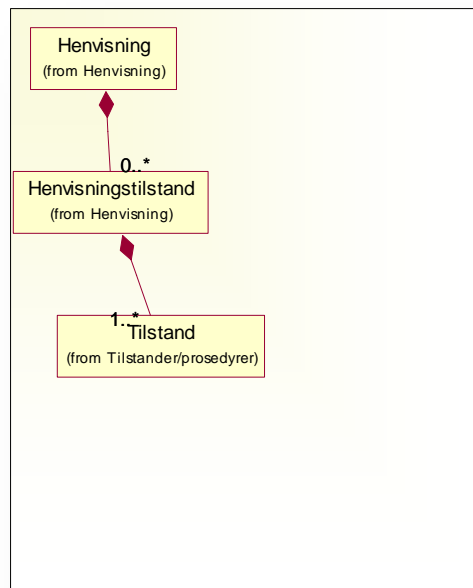 Henvisning
(from Henvisning)
0..*
Henvisningstilstand
(from Henvisning)
1..*
Tilstand
(from Tilstander/prosedyrer)